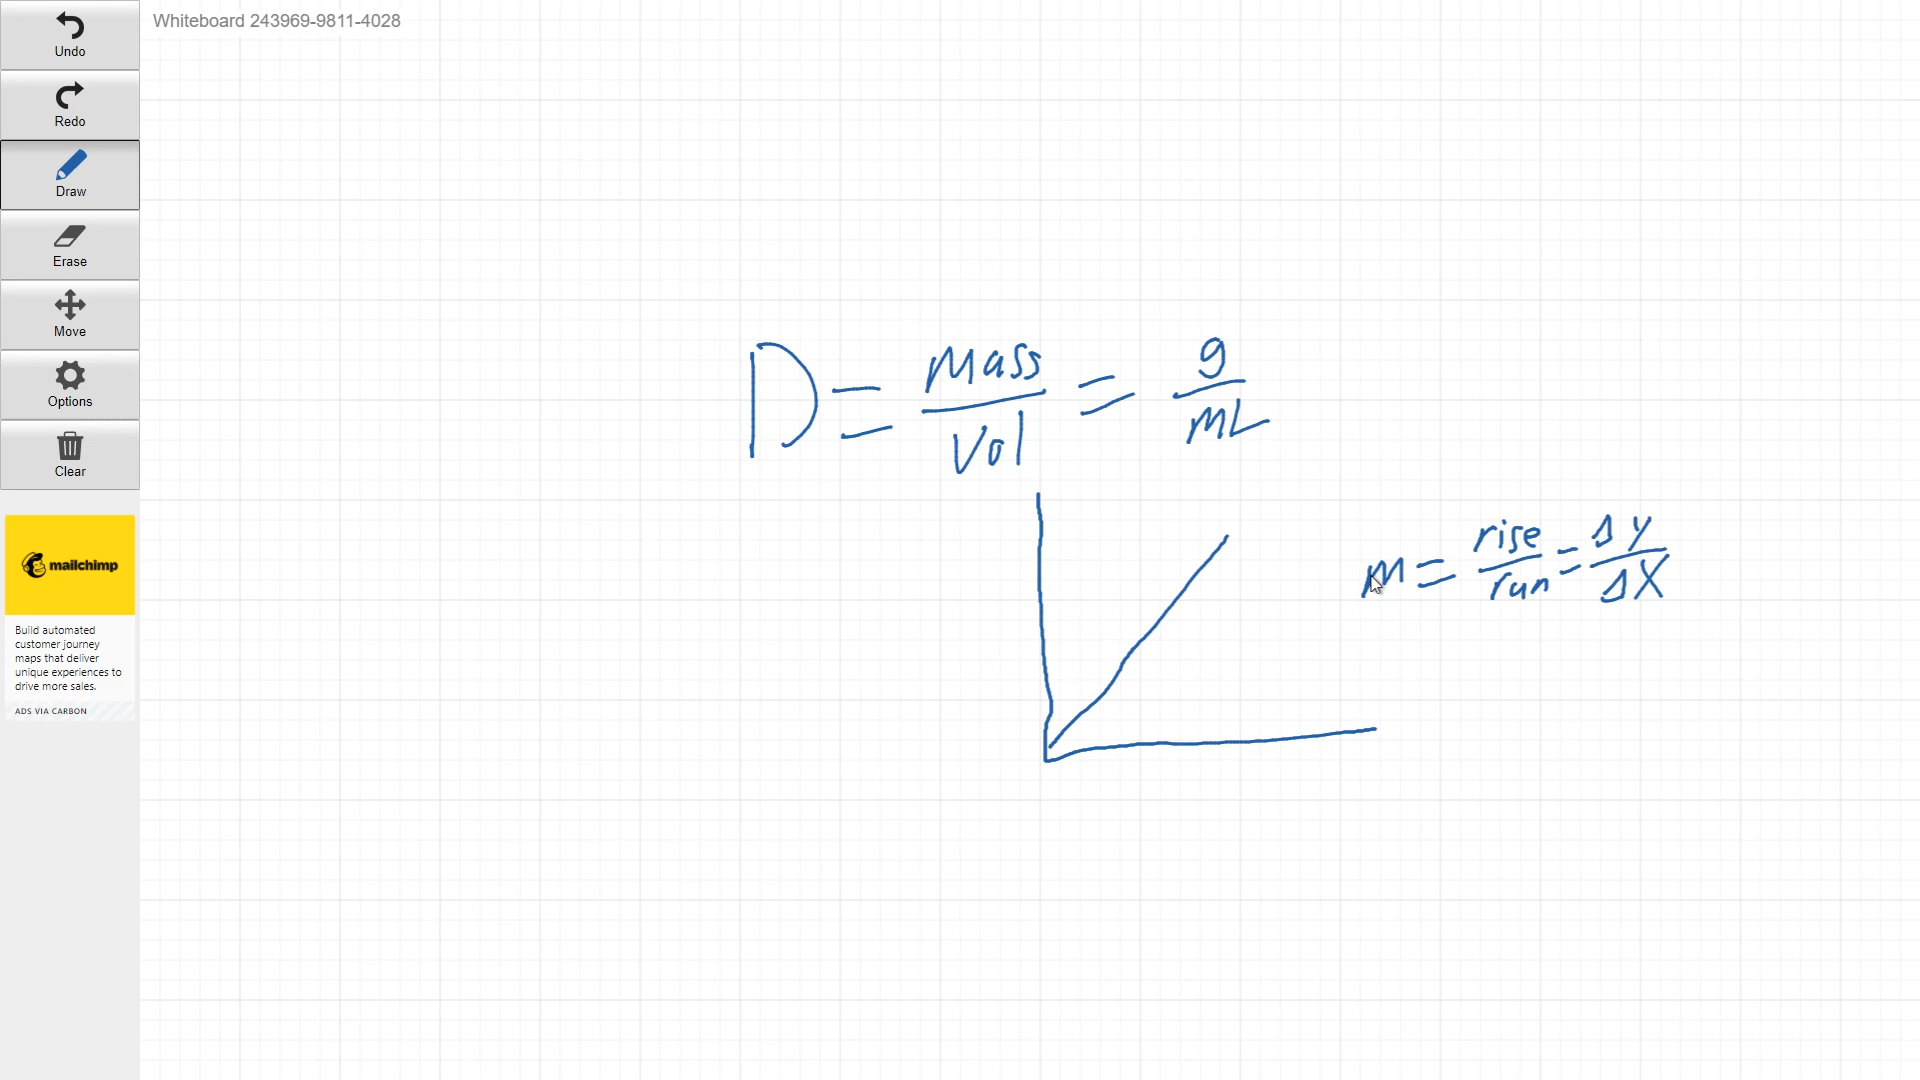 Whiteboard 243969-9811-4028
Undo
Redo
Draw
Erase
Move
Options
Clear
mailchimp
Build automated
customer journey
maps that deliver
unique experiences to
drive more sales.
ADS VIA CARBON
D = Mass/Vol = g/mL
m = rise/run = Δy/Δx